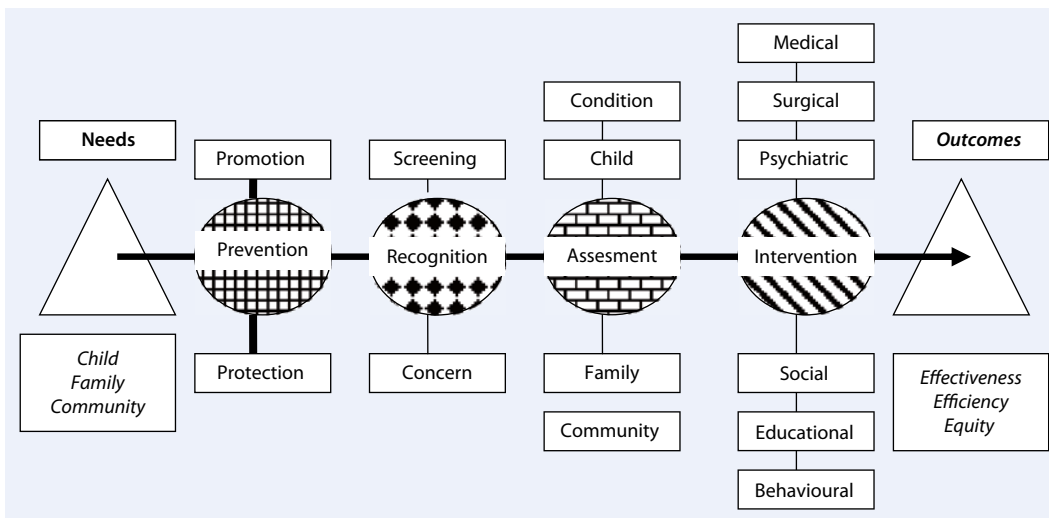 Needs
Child
Family
Community
Promotion
Prevention
Protection
Screening
Recognition
Concern
Condition
Child
Assesment
Family
Community
Medical
Surgical
Psychiatric
Intervention
Social
Educational
Behavioural
Outcomes
Effectiveness
Efficiency
Equity